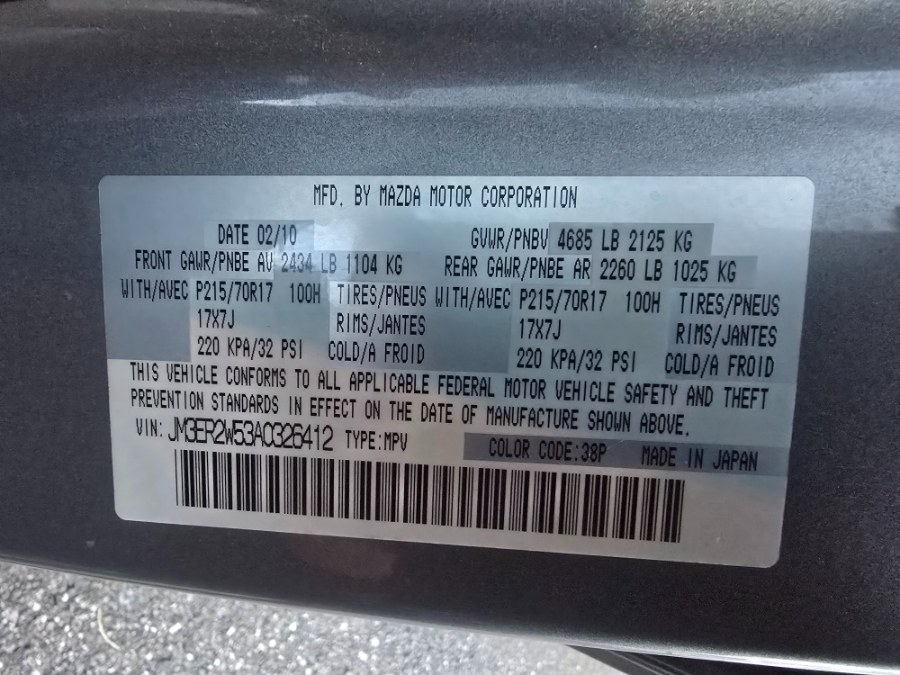 MFD. BY MAZDA MOTOR CORPORATION
DATE 02/10 GVWR/PNBV 4685 LB 2125 KG
FRONT GAWR/PNBE AV 2434 LB 1104 KG REAR GAWR/PNBE AR 2260 LB 1025 KG
WITH/AVEC P215/70R17 100H TIRES/PNEUS WITH/AVEC P215/70R17 100H TIRES/PNEUS
17X7J RIMS/JANTES 17X7J RIMS/JANTES
220 KPA/32 PSI COLD/A FROID 220 KPA/32 PSI COLD/A FROID
THIS VEHICLE CONFORMS TO ALL APPLICABLE FEDERAL MOTOR VEHICLE SAFETY AND THEFT
PREVENTION STANDARDS IN EFFECT ON THE DATE OF MANUFACTURE SHOWN ABOVE.
VIN: JM3ER2W53A0326412 TYPE:MPV COLOR CODE:38P MADE IN JAPAN